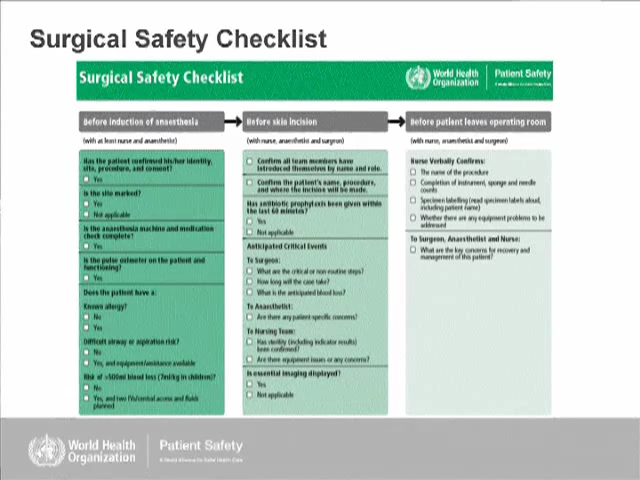 Surgical Safety Checklist
Surgical Safety Checklist
World Health
Organization
Patient Safety
A World Alliance for Safer Health Care
Before induction of anaesthesia
Before skin incision
Before patient leaves operating room
(with at least nurse and anaesthetist)
(with nurse, anaesthetist and surgeon)
(with nurse, anaesthetist and surgeon)
Has the patient confirmed his/her identity,
site, procedure, and consent?
Yes
Is the site marked?
Yes
Not applicable
Is the anaesthesia machine and medication
check complete?
Yes
Is the pulse oximeter on the patient and
functioning?
Yes
Does the patient have a:
Known allergy?
No
Yes
Difficult airway or aspiration risk?
No
Yes, and equipment/assistance available
Risk of >500ml blood loss (7ml/kg in children)?
No
Yes, and two IVs/central access and fluids
planned
Confirm all team members have
introduced themselves by name and role.
Confirm the patient's name, procedure,
and where the incision will be made.
Has antibiotic prophylaxis been given within
the last 60 minutes?
Yes
Not applicable
Anticipated Critical Events
To Surgeon:
What are the critical or non-routine steps?
How long will the case take?
What is the anticipated blood loss?
To Anaesthetist:
Are there any patient-specific concerns?
To Nursing Team:
Has sterility (including indicator results)
been confirmed?
Are there equipment issues or any concerns?
Is essential imaging displayed?
Yes
Not applicable
Nurse Verbally Confirms:
The name of the procedure
Completion of instrument, sponge and needle
counts
Specimen labelling (read specimen labels aloud,
including patient name)
Whether there are any equipment problems to be
addressed
To Surgeon, Anaesthetist and Nurse:
What are the key concerns for recovery and
management of this patient?
World Health
Organization
Patient Safety
A World Alliance for Safer Health Care